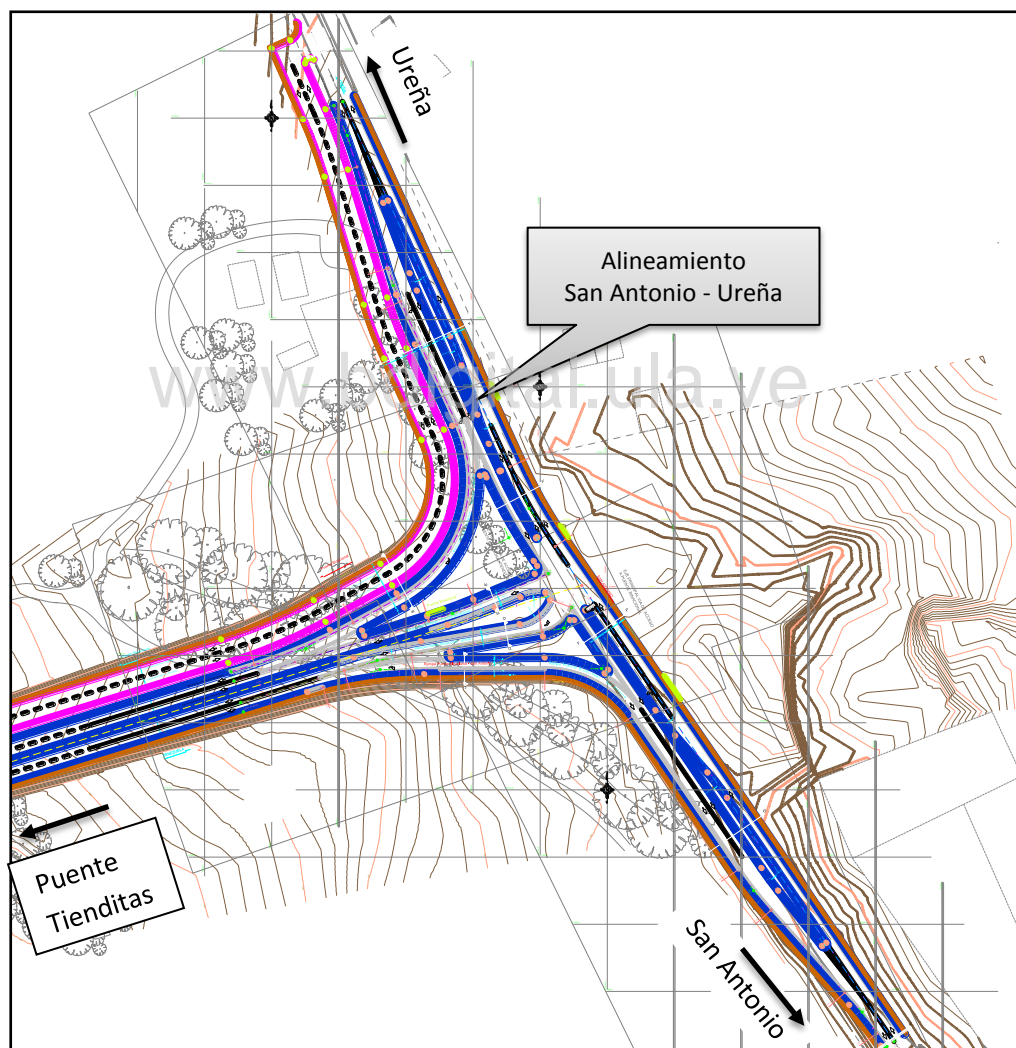 Ureña
Alineamiento
San Antonio - Ureña
www.bdigital.ula.ve
Puente
Tienditas
San Antonio